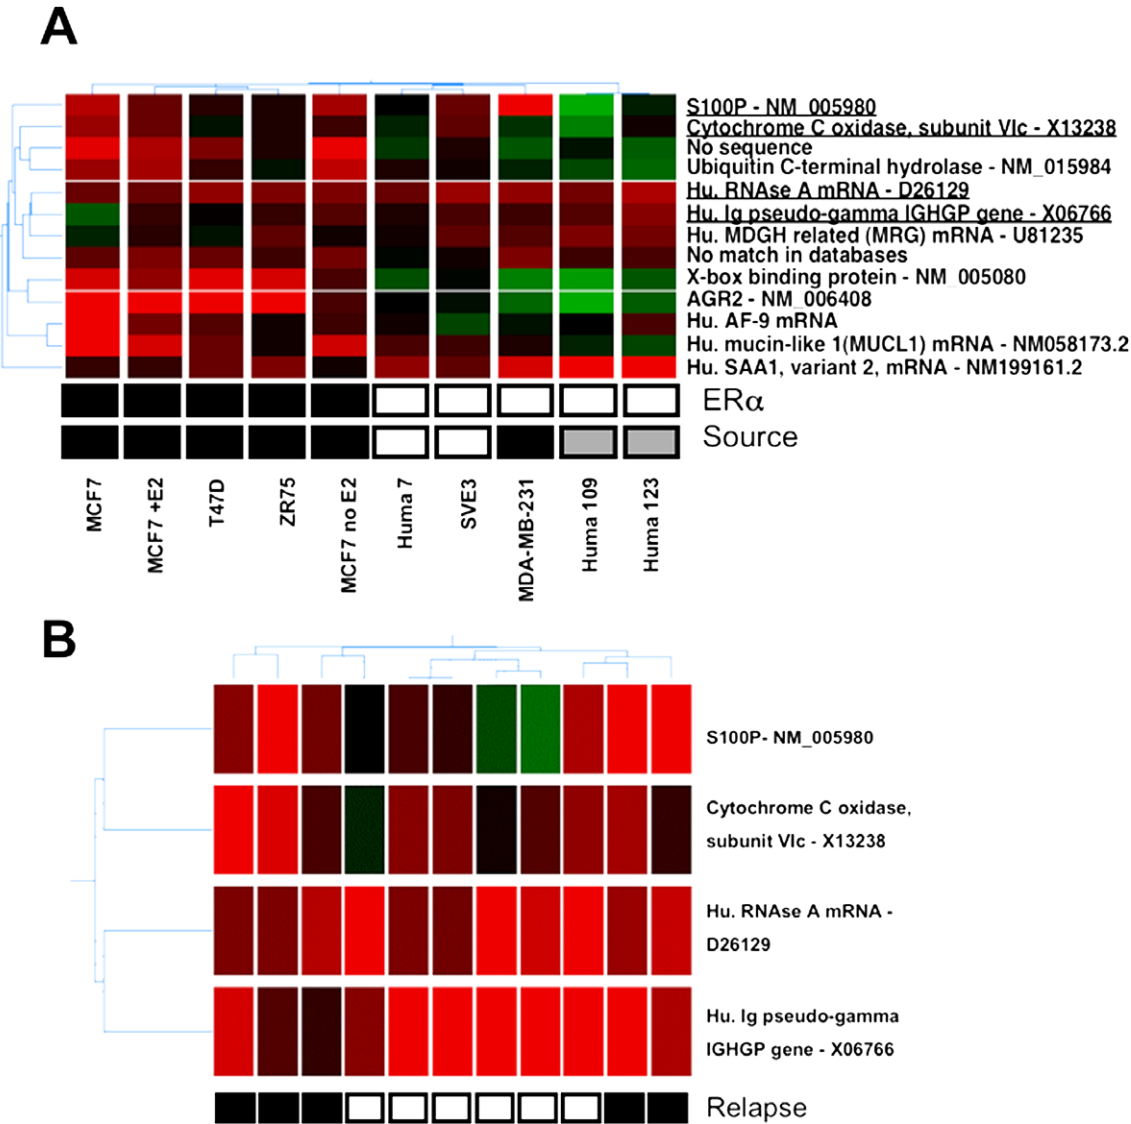 A
S100P - NM_005980
Cytochrome C oxidase, subunit VIc - X13238
No sequence
Ubiquitin C-terminal hydrolase - NM_015984
Hu. RNAse A mRNA - D26129
Hu. Ig pseudo-gamma IGHGP gene - X06766
Hu. MDGH related (MRG) mRNA - U81235
No match in databases
X-box binding protein - NM_005080
AGR2 - NM_006408
Hu. AF-9 mRNA
Hu. mucin-like 1(MUCL1) mRNA - NM058173.2
Hu. SAA1, variant 2, mRNA - NM199161.2
ERα
Source
MCF7
MCF7 +E2
T47D
ZR75
MCF7 no E2
Huma 7
SVE3
MDA-MB-231
Huma 109
Huma 123
B
S100P- NM_005980
Cytochrome C oxidase,
subunit VIc - X13238
Hu. RNAse A mRNA -
D26129
Hu. Ig pseudo-gamma
IGHGP gene - X06766
Relapse